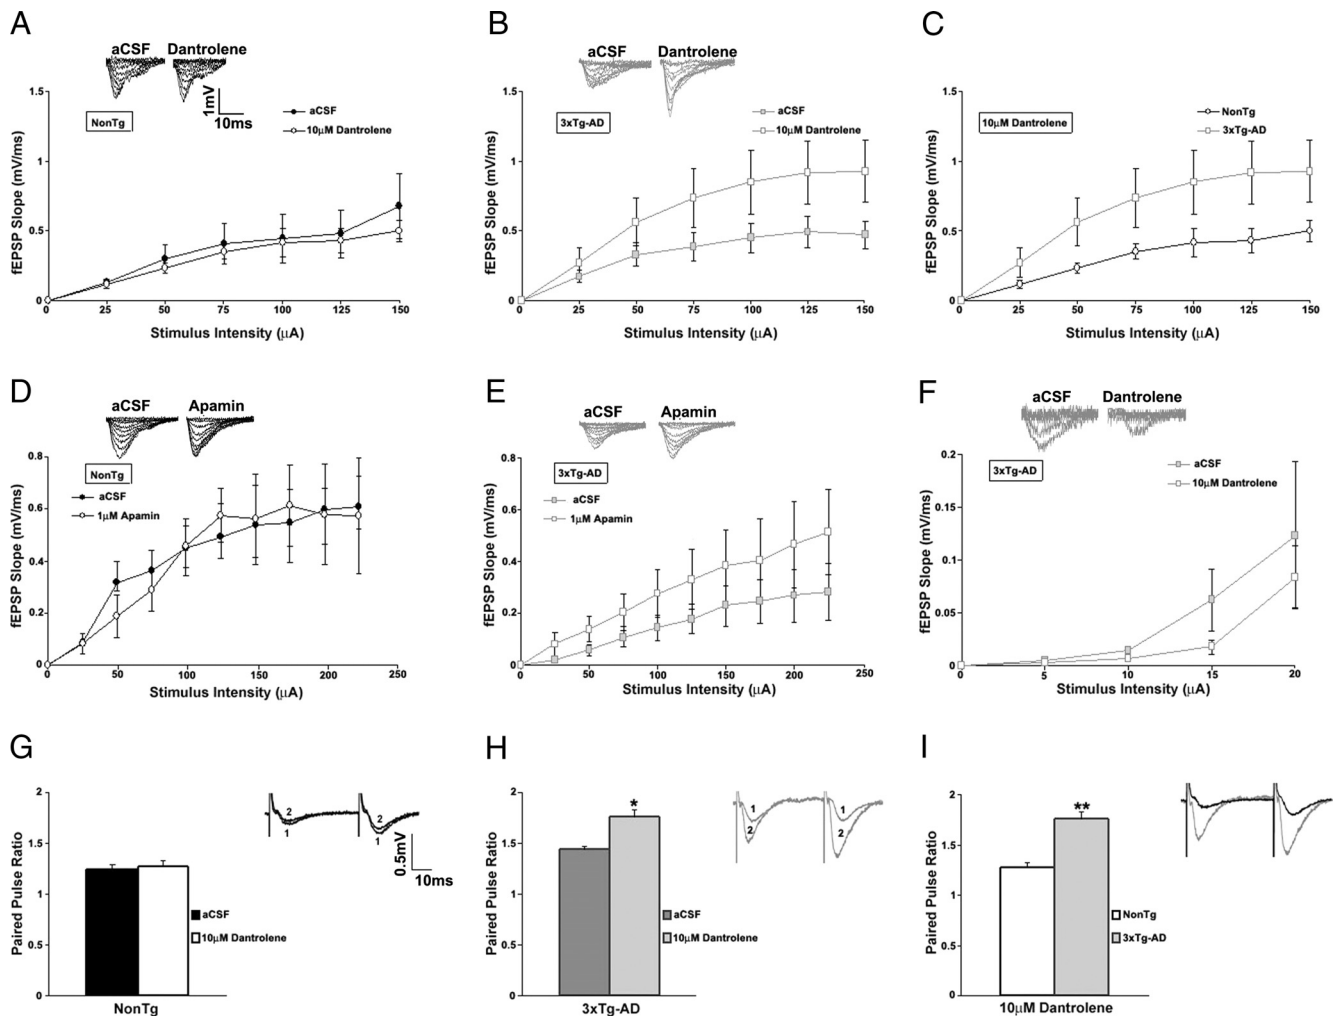 A
aCSF Dantrolene
1mV
10ms
NonTg
aCSF
10µM Dantrolene
fEPSP Slope (mV/ms)
1.5
1
0.5
0
0 25 50 75 100 125 150
Stimulus Intensity (µA)
B
aCSF Dantrolene
3xTg-AD
aCSF
10µM Dantrolene
fEPSP Slope (mV/ms)
1.5
1
0.5
0
0 25 50 75 100 125 150
Stimulus Intensity (µA)
C
10µM Dantrolene
NonTg
3xTg-AD
fEPSP Slope (mV/ms)
1.5
1
0.5
0
0 25 50 75 100 125 150
Stimulus Intensity (µA)
D
aCSF Apamin
NonTg
aCSF
1µM Apamin
fEPSP Slope (mV/ms)
0.8
0.6
0.4
0.2
0
0 50 100 150 200 250
Stimulus Intensity (µA)
E
aCSF Apamin
3xTg-AD
aCSF
1µM Apamin
fEPSP Slope (mV/ms)
0.8
0.6
0.4
0.2
0
0 50 100 150 200 250
Stimulus Intensity (µA)
F
aCSF Dantrolene
3xTg-AD
aCSF
10µM Dantrolene
fEPSP Slope (mV/ms)
0.2
0.15
0.1
0.05
0
0 5 10 15 20
Stimulus Intensity (µA)
G
2
1
2
1
0.5mV
10ms
Paired Pulse Ratio
2
1.5
1
0.5
0
aCSF
10µM Dantrolene
NonTg
H
1
2
1
2
*
Paired Pulse Ratio
2
1.5
1
0.5
0
aCSF
10µM Dantrolene
3xTg-AD
I
**
Paired Pulse Ratio
2
1.5
1
0.5
0
NonTg
3xTg-AD
10µM Dantrolene